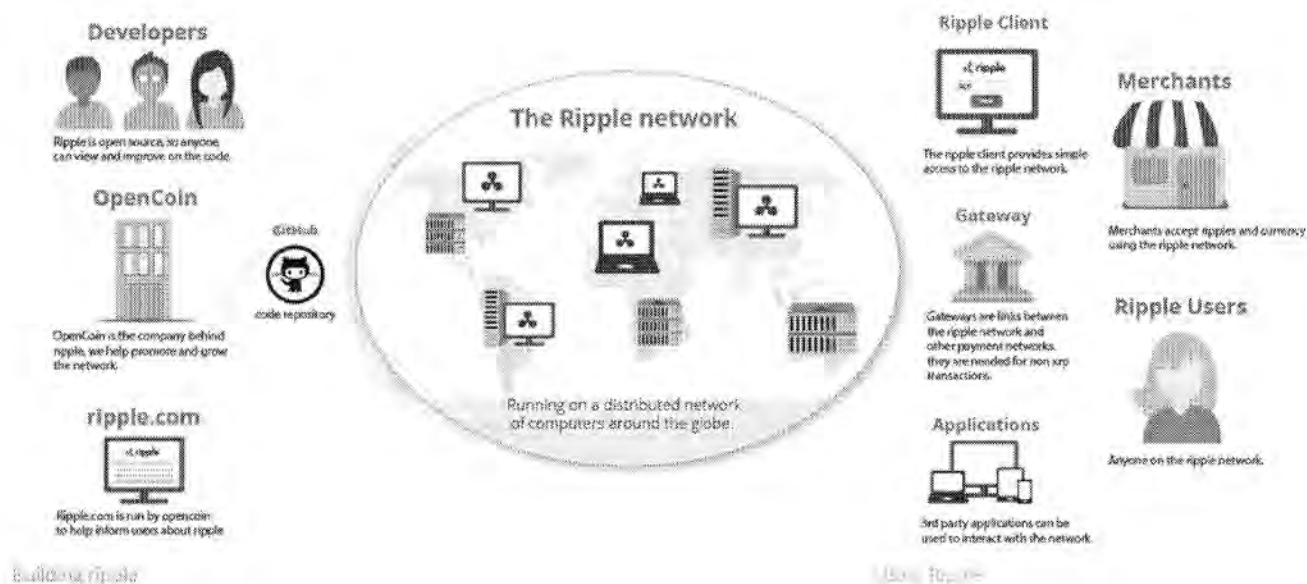 Developers
Ripple is open source, so anyone
can view and improve on the code.
OpenCoin
OpenCoin is the company behind
ripple, we help promote and grow
the network.
GitHub
code repository
ripple.com
ripple
Ripple.com is run by opencoin
to help inform users about ripple
Building ripple
The Ripple network
Running on a distributed network
of computers around the globe.
Ripple Client
ripple
The ripple client provides simple
access to the ripple network.
Gateway
Gateways are links between
the ripple network and
other payment networks,
they are needed for non xrp
transactions.
Applications
3rd party applications can be
used to interact with the network.
Using Ripple
Merchants
Merchants accept ripples and currency
using the ripple network.
Ripple Users
Anyone on the ripple network.